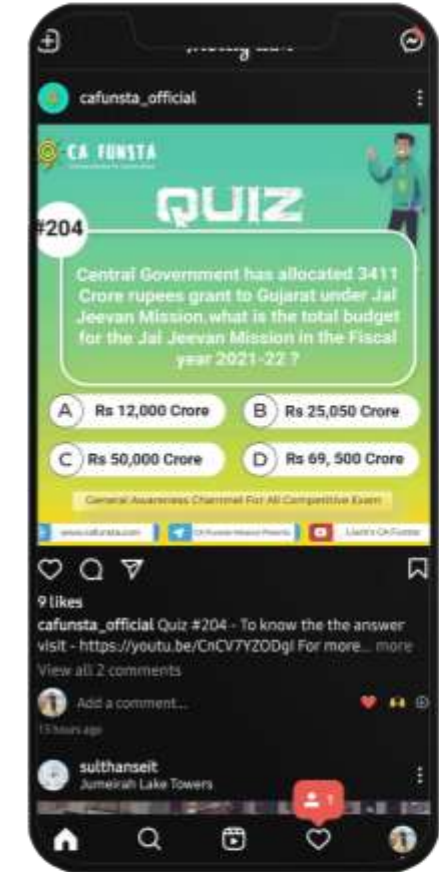 cafunsta_official
CA FUNSTA
QUIZ
#204
Central Government has allocated 3411
Crore rupees grant to Gujarat under Jal
Jeevan Mission,what is the total budget
for the Jal Jeevan Mission in the Fiscal
year 2021-22 ?
A Rs 12,000 Crore
B Rs 25,050 Crore
C Rs 50,000 Crore
D Rs 69, 500 Crore
General Awareness Channel For All Competitive Exam
www.cafunsta.com
9 likes
cafunsta_official Quiz #204 - To know the the answer
visit - https://youtu.be/CnCV7YZODgI For more... more
View all 2 comments
Add a comment...
15 hours ago
sulthanseit
Jumeirah Lake Towers
1